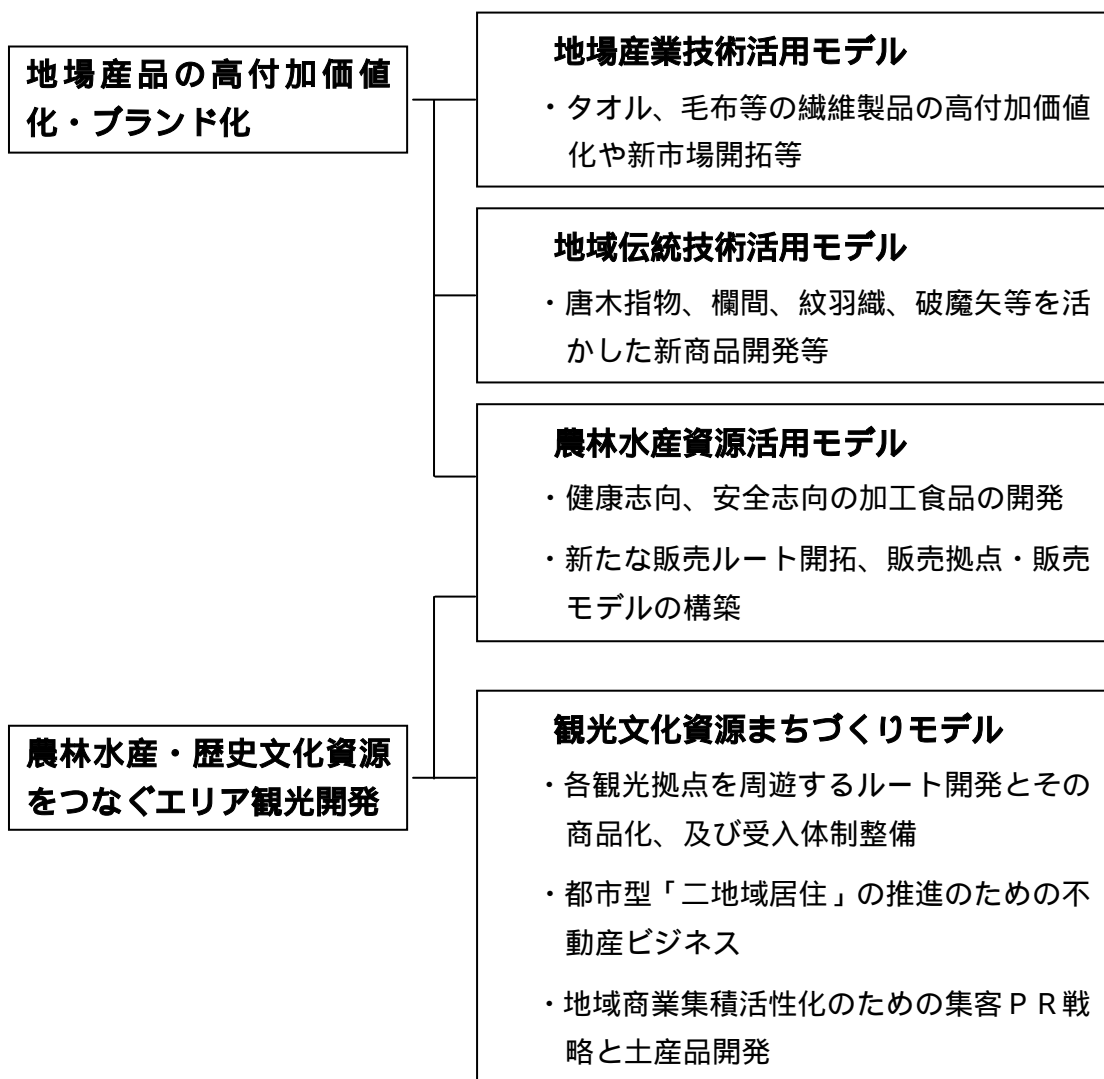 地場産品の高付加価値
化・ブランド化
地場産業技術活用モデル
・タオル、毛布等の繊維製品の高付加価値
化や新市場開拓等
地域伝統技術活用モデル
・唐木指物、欄間、紋羽織、破魔矢等を活
かした新商品開発等
農林水産資源活用モデル
・健康志向、安全志向の加工食品の開発
・新たな販売ルート開拓、販売拠点・販売
モデルの構築
農林水産・歴史文化資源
をつなぐエリア観光開発
観光文化資源まちづくりモデル
・各観光拠点を周遊するルート開発とその
商品化、及び受入体制整備
・都市型「二地域居住」の推進のための不
動産ビジネス
・地域商業集積活性化のための集客ＰＲ戦
略と土産品開発